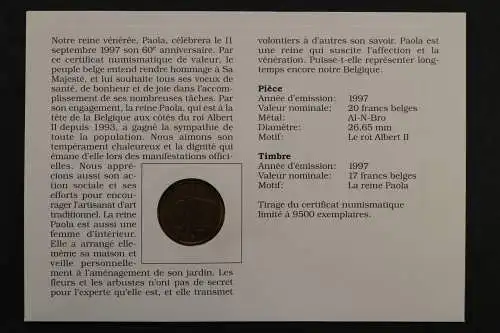 Notre reine vénérée, Paola, célébrera le 11
septembre 1997 son 60e anniversaire. Par
ce certificat numismatique de valeur, le
peuple belge entend rendre hommage à Sa
Majesté, et lui souhaite tous ses voeux de
santé, de bonheur et de joie dans l'accom-
plissement de ses nombreuses tâches. Par
son engagement, la reine Paola, qui est à la
tête de la Belgique aux côtés du roi Albert
II depuis 1993, a gagné la sympathie de
toute la population. Nous aimons son
tempérament chaleureux et la dignité qui
émane d'elle lors des manifestations offici-
elles. Nous appré-
cions aussi son ac-
tion sociale et ses
efforts pour encou-
rager l'artisanat d'art
traditionnel. La reine
Paola est aussi une
femme d'intérieur.
Elle a arrangé elle-
même sa maison et
veille personnelle-
ment à l'aménagement de son jardin. Les
fleurs et les arbustes n'ont pas de secret
pour l'experte qu'elle est, et elle transmet
volontiers à d'autres son savoir. Paola est
une reine qui suscite l'affection et la
vénération. Puisse-t-elle représenter long-
temps encore notre Belgique.
Pièce
Année d'émission: 1997
Valeur nominale: 20 francs belges
Métal: Al-N-Bro
Diamètre: 26.65 mm
Motif: Le roi Albert II
Timbre
Année d'émission: 1997
Valeur nominale: 17 francs belges
Motif: La reine Paola
Tirage du certificat numismatique
limité à 9500 exemplaires.